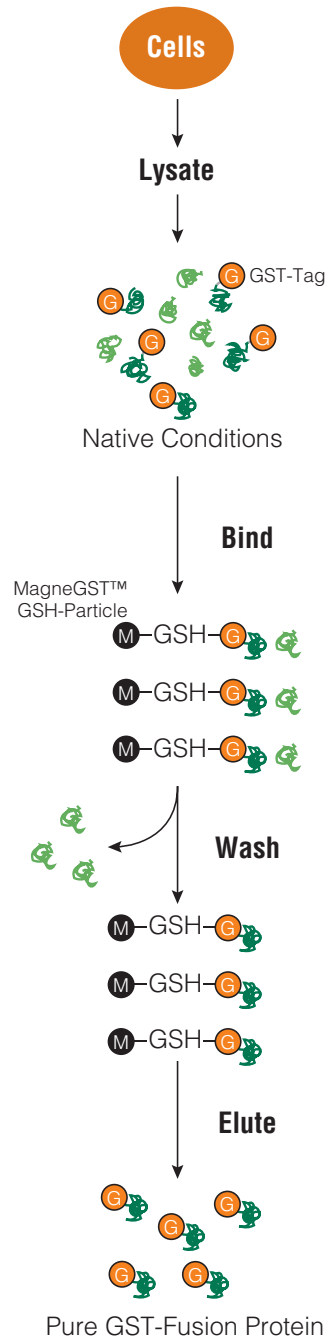 Cells
Lysate
G GST-Tag
G
G G
G
Native Conditions
Bind
MagneGST™
GSH-Particle
M GSH G
M GSH G
M GSH G
Wash
M GSH G
M GSH G
M GSH G
Elute
G G
G
G G
Pure GST-Fusion Protein